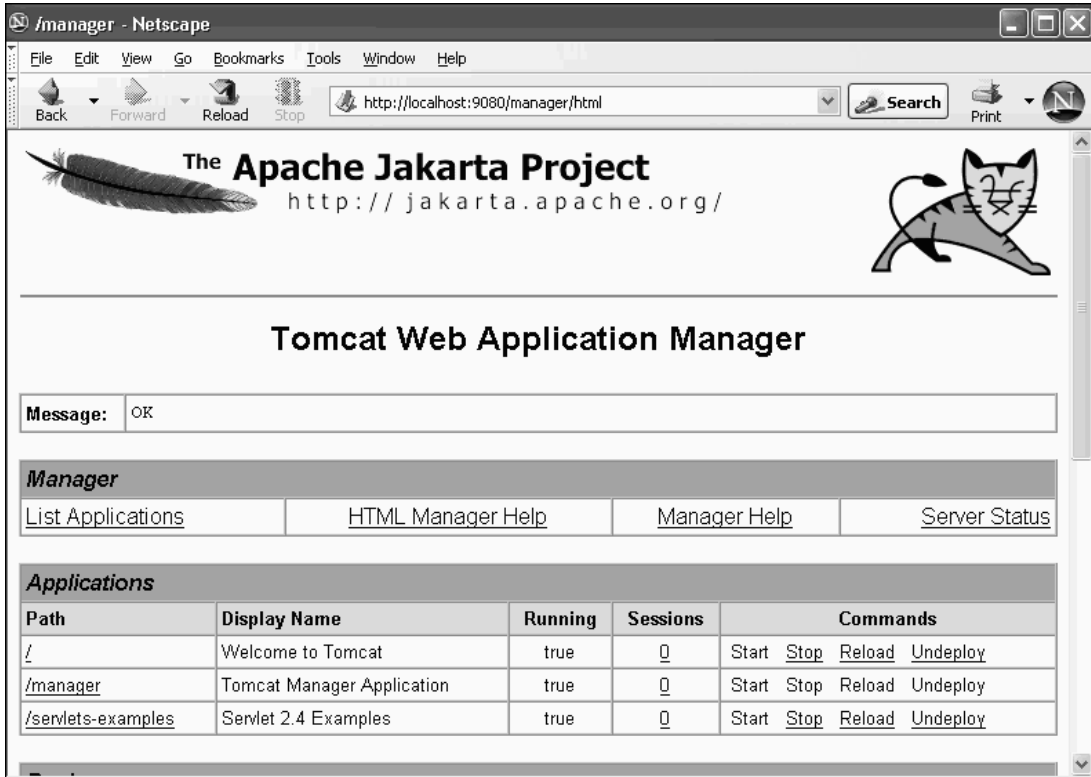 /manager - Netscape
File Edit View Go Bookmarks Tools Window Help
Back Forward Reload Stop http://localhost:9080/manager/html Search Print N
The Apache Jakarta Project
http://jakarta.apache.org/
Tomcat Web Application Manager
Message: OK
Manager
List Applications HTML Manager Help Manager Help Server Status
Applications
Path Display Name Running Sessions Commands
/ Welcome to Tomcat true 0 Start Stop Reload Undeploy
/manager Tomcat Manager Application true 0 Start Stop Reload Undeploy
/servlets-examples Servlet 2.4 Examples true 0 Start Stop Reload Undeploy